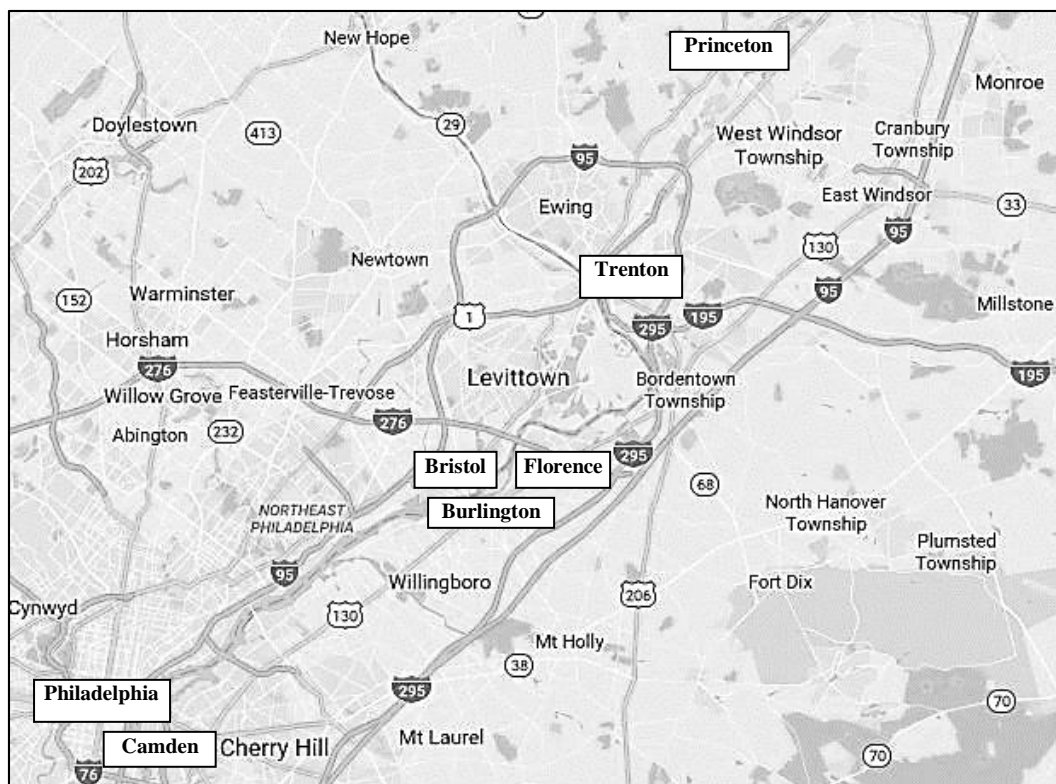 New Hope
Princeton
Monroe
29
Doylestown
413
West Windsor
Township
Cranbury
Township
95
202
East Windsor
33
Ewing
95
130
Newtown
Trenton
95
152
Warminster
Millstone
1
195
295
Horsham
276
Levittown
Bordentown
Township
195
Willow Grove
Feasterville-Trevose
276
Abington
232
295
Bristol
Florence
68
NORTHEAST
PHILADELPHIA
Burlington
North Hanover
Township
Plumsted
Township
95
Willingboro
Fort Dix
206
Cynwyd
130
Mt Holly
38
Philadelphia
295
70
Camden
Cherry Hill
Mt Laurel
70
76